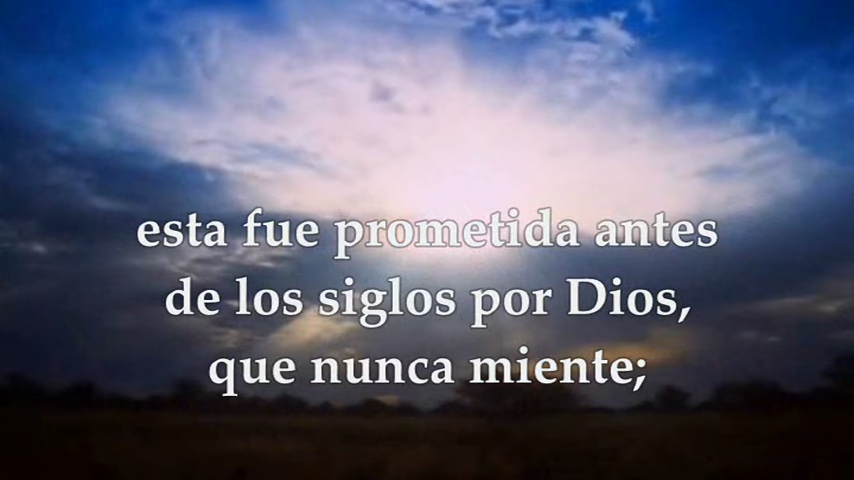 esta fue prometida antes
de los siglos por Dios,
que nunca miente;